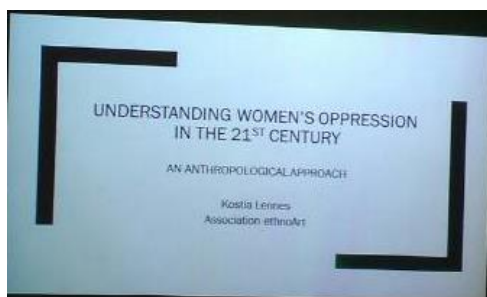 UNDERSTANDING WOMEN'S OPPRESSION
IN THE 21ST CENTURY
AN ANTHROPOLOGICAL APPROACH
Kostia Lennes
Association ethnoArt